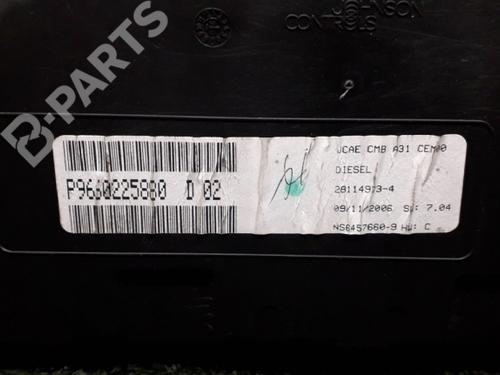 JOHNSON
CONTROLS
B-PARTS
JCAE CMB A31 CEM00
DIESEL
28114973-4
09/11/2006 SW: 7.04
NS6457660-9 HW: C
P9660225880 D 02